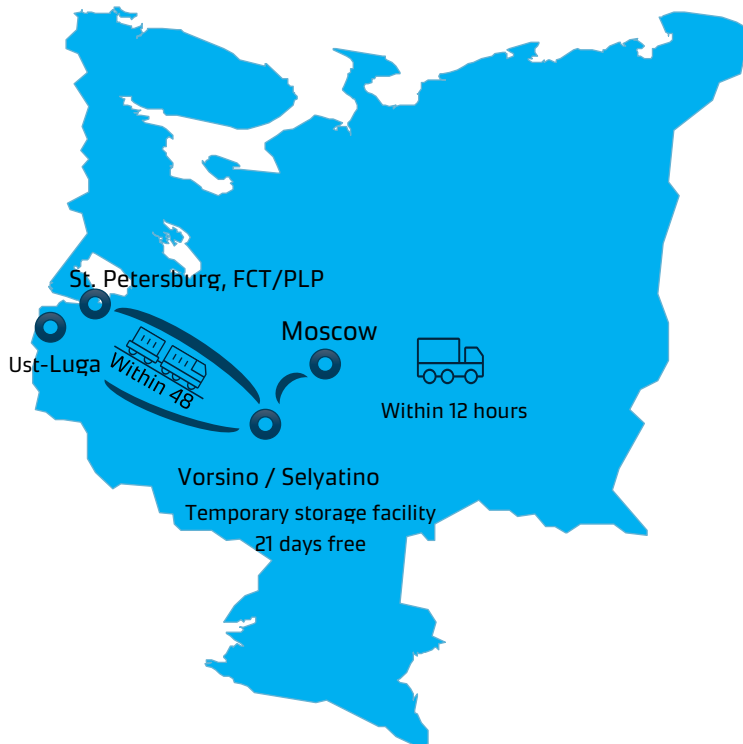 St. Petersburg, FCT/PLP
Moscow
Ust-Luga
Within 48
Within 12 hours
Vorsino / Selyatino
Temporary storage facility
21 days free